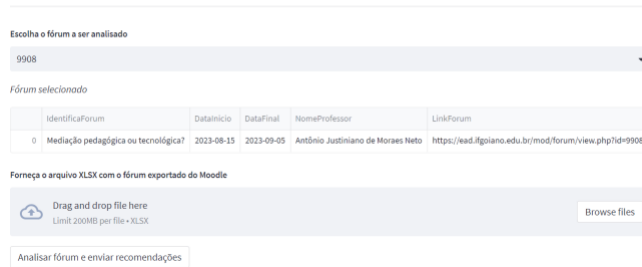 Escolha o fórum a ser analisado
9908
Fórum selecionado
IdentificaForum DataInicio DataFinal NomeProfessor LinkForum
0 Mediação pedagógica ou tecnológica? 2023-08-15 2023-09-05 Antônio Justiniano de Moraes Neto https://ead.ifgoiano.edu.br/mod/forum/view.php?id=9908
Forneça o arquivo XLSX com o fórum exportado do Moodle
Drag and drop file here
Limit 200MB per file • XLSX
Browse files
Analisar fórum e enviar recomendações